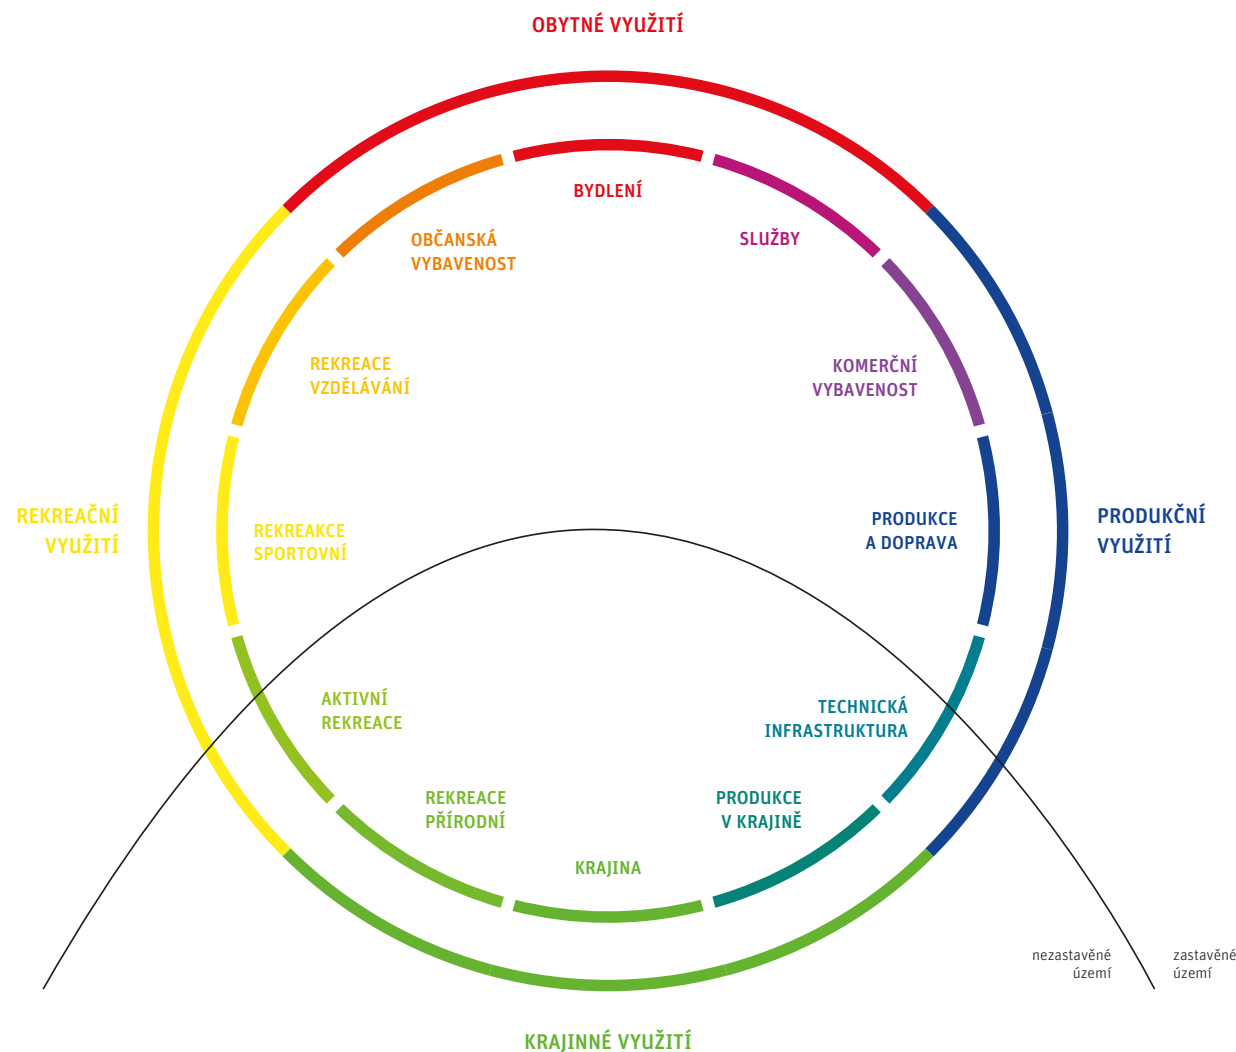 OBYTNÉ VYUŽITÍ
BYDLENÍ
OBČANSKÁ
VYBAVENOST
SLUŽBY
REKREACE
VZDĚLÁVÁNÍ
KOMERČNÍ
VYBAVENOST
REKREAČNÍ
VYUŽITÍ
REKREAKCE
SPORTOVNÍ
PRODUKCE
A DOPRAVA
PRODUKČNÍ
VYUŽITÍ
AKTIVNÍ
REKREACE
TECHNICKÁ
INFRASTRUKTURA
REKREACE
PŘÍRODNÍ
PRODUKCE
V KRAJINĚ
KRAJINA
nezastavěné
území
zastavěné
území
KRAJINNÉ VYUŽITÍ